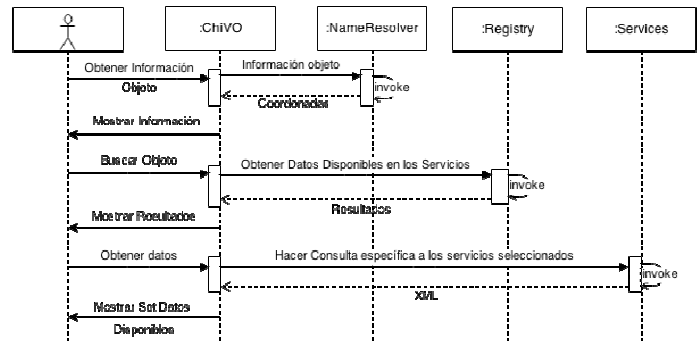 :ChiVO
:NameResolver
:Registry
:Services
Obtener Información
Objeto
Información objeto
invoke
Coordenadas
Mostrar Información
Buscar Objeto
Obtener Datos Disponibles en los Servicios
invoke
Resultados
Mostrar Resultados
Obtener datos
Hacer Consulta específica a los servicios seleccionados
invoke
XML
Mostrar Set Datos
Disponibles